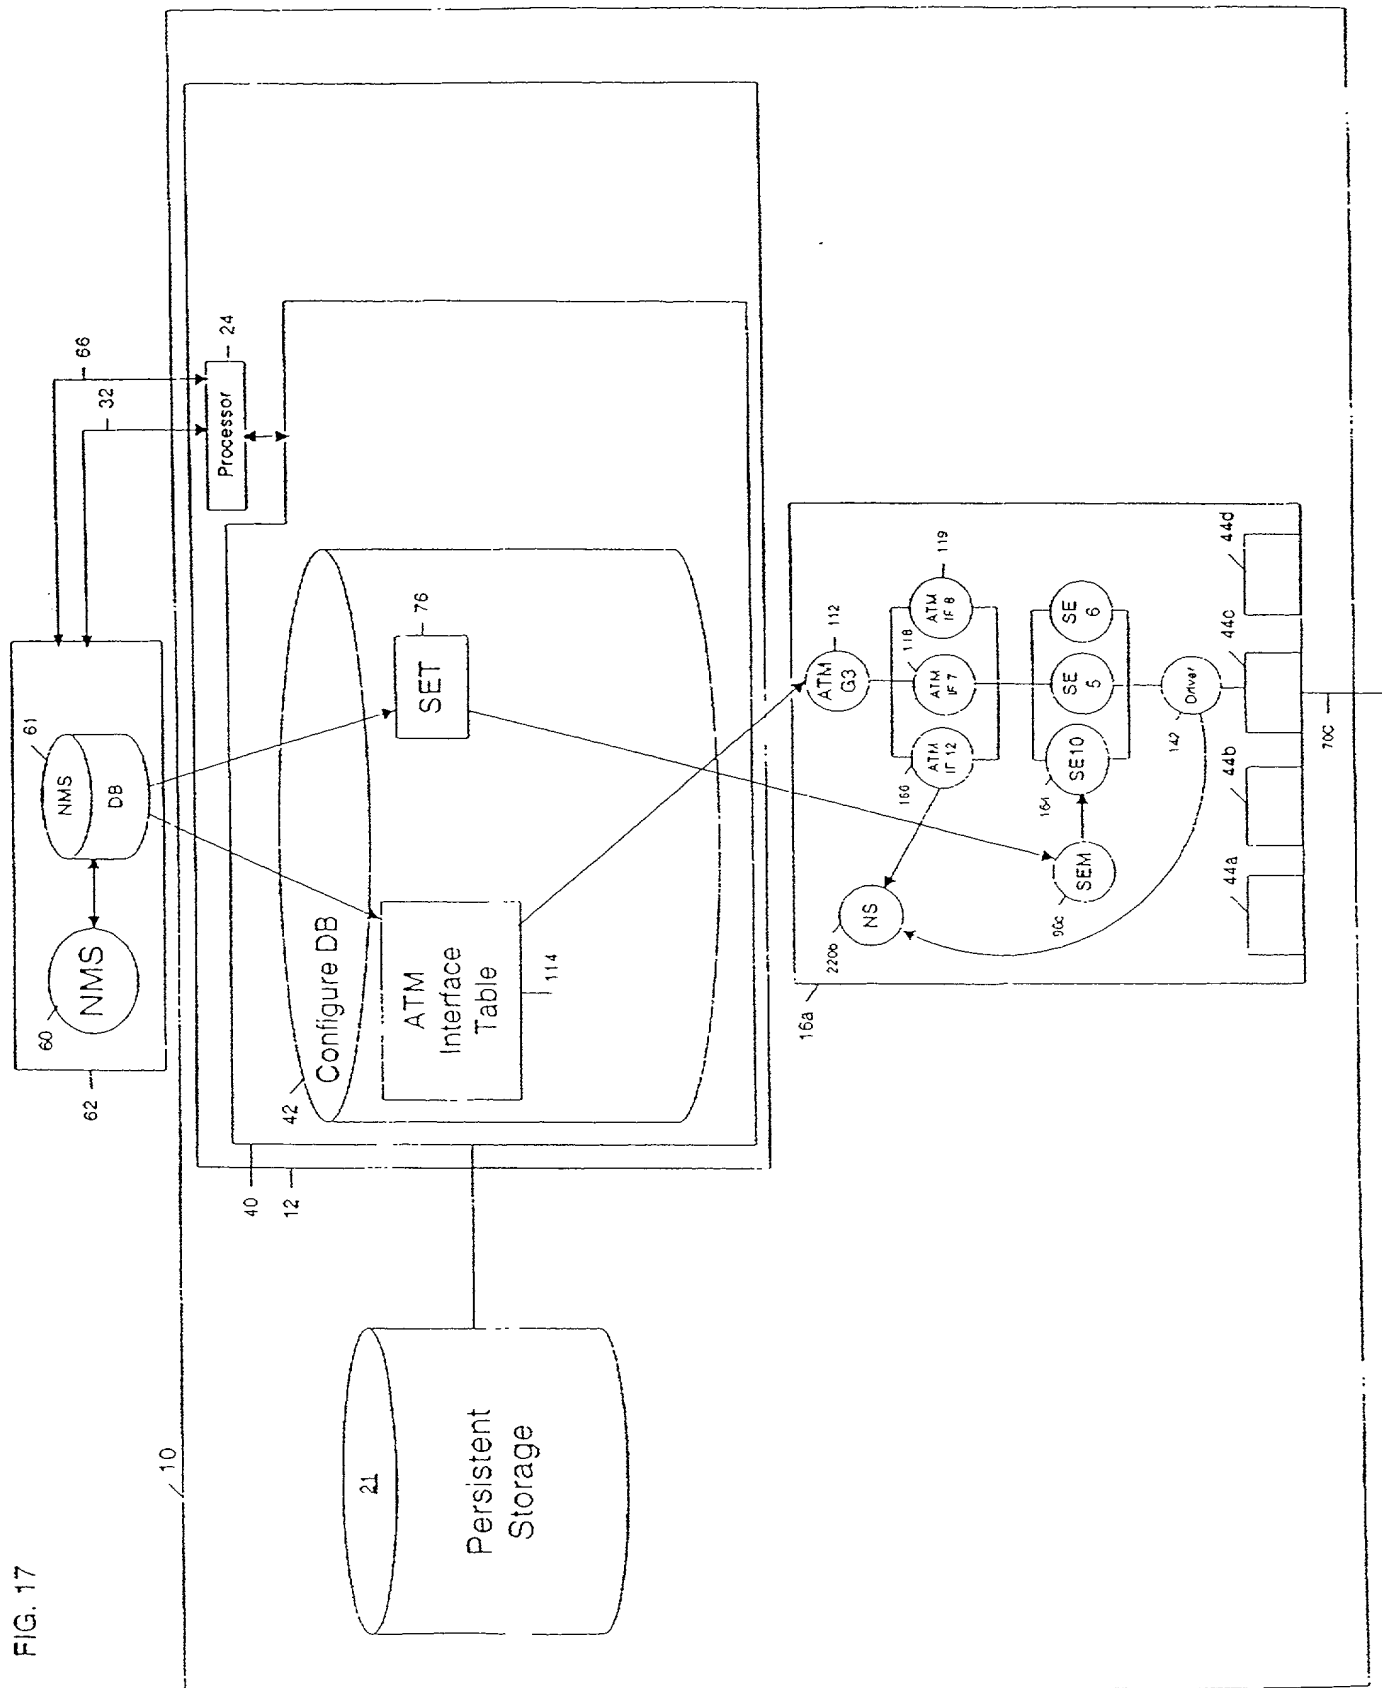 FIG. 17
10
62
60
NMS
NMS
DB
61
32
66
Processor
24
40
12
42
Configure DB
ATM
Interface
Table
114
SET
76
21
Persistent
Storage
16a
ATM
G3
112
ATM
IF 12
ATM
IF 7
118
ATM
IF 8
119
NS
220b
SEM
SE10
SE
5
SE
6
Driver
142
44a
44b
44c
44d
70C